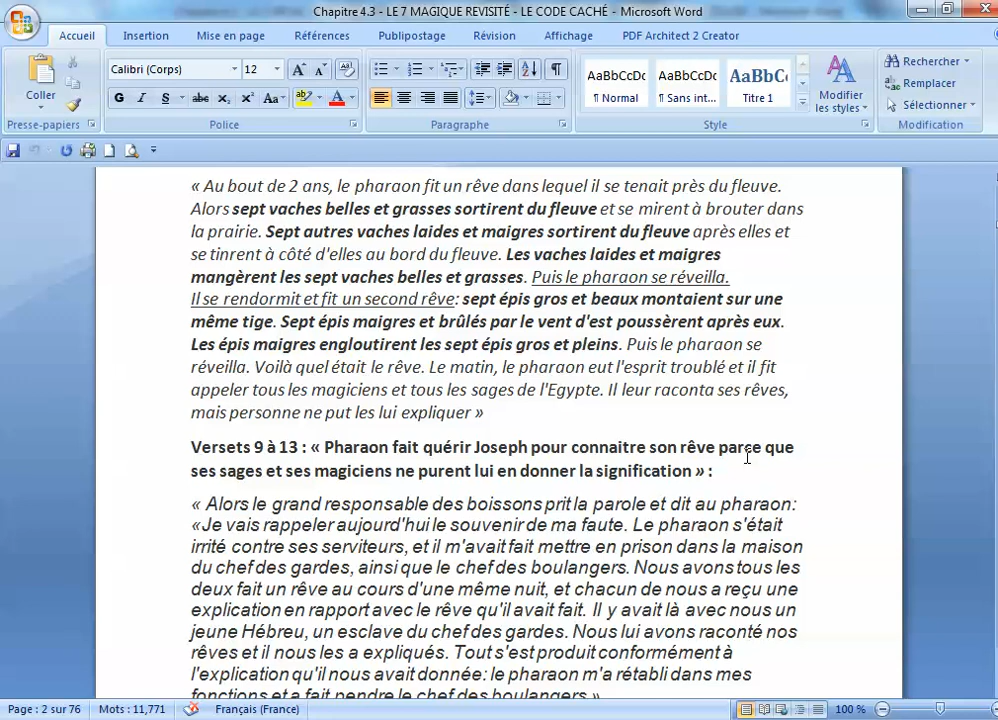 Chapitre 4.3 - LE 7 MAGIQUE REVISITÉ - LE CODE CACHÉ - Microsoft Word
Accueil Insertion Mise en page Références Publipostage Révision Affichage PDF Architect 2 Creator
Calibri (Corps) 12
Coller
G I S abc x₂ x² Aa ab A
AaBbCcDc AaBbCcDc AaBbC
¶ Normal ¶ Sans int... Titre 1
Modifier
les styles
Rechercher
Remplacer
Sélectionner
Presse-papiers Police Paragraphe Style Modification
« Au bout de 2 ans, le pharaon fit un rêve dans lequel il se tenait près du fleuve.
Alors sept vaches belles et grasses sortirent du fleuve et se mirent à brouter dans
la prairie. Sept autres vaches laides et maigres sortirent du fleuve après elles et
se tinrent à côté d'elles au bord du fleuve. Les vaches laides et maigres
mangèrent les sept vaches belles et grasses. Puis le pharaon se réveilla.
Il se rendormit et fit un second rêve: sept épis gros et beaux montaient sur une
même tige. Sept épis maigres et brûlés par le vent d'est poussèrent après eux.
Les épis maigres engloutirent les sept épis gros et pleins. Puis le pharaon se
réveilla. Voilà quel était le rêve. Le matin, le pharaon eut l'esprit troublé et il fit
appeler tous les magiciens et tous les sages de l'Egypte. Il leur raconta ses rêves,
mais personne ne put les lui expliquer »
Versets 9 à 13 : « Pharaon fait quérir Joseph pour connaitre son rêve parce que
ses sages et ses magiciens ne purent lui en donner la signification » :
« Alors le grand responsable des boissons prit la parole et dit au pharaon:
«Je vais rappeler aujourd'hui le souvenir de ma faute. Le pharaon s'était
irrité contre ses serviteurs, et il m'avait fait mettre en prison dans la maison
du chef des gardes, ainsi que le chef des boulangers. Nous avons tous les
deux fait un rêve au cours d'une même nuit, et chacun de nous a reçu une
explication en rapport avec le rêve qu'il avait fait. Il y avait là avec nous un
jeune Hébreu, un esclave du chef des gardes. Nous lui avons raconté nos
rêves et il nous les a expliqués. Tout s'est produit conformément à
l'explication qu'il nous avait donnée: le pharaon m'a rétabli dans mes
fonctions et a fait pendre le chef des boulangers.»
Page : 2 sur 76 Mots : 11,771 Français (France) 100 %